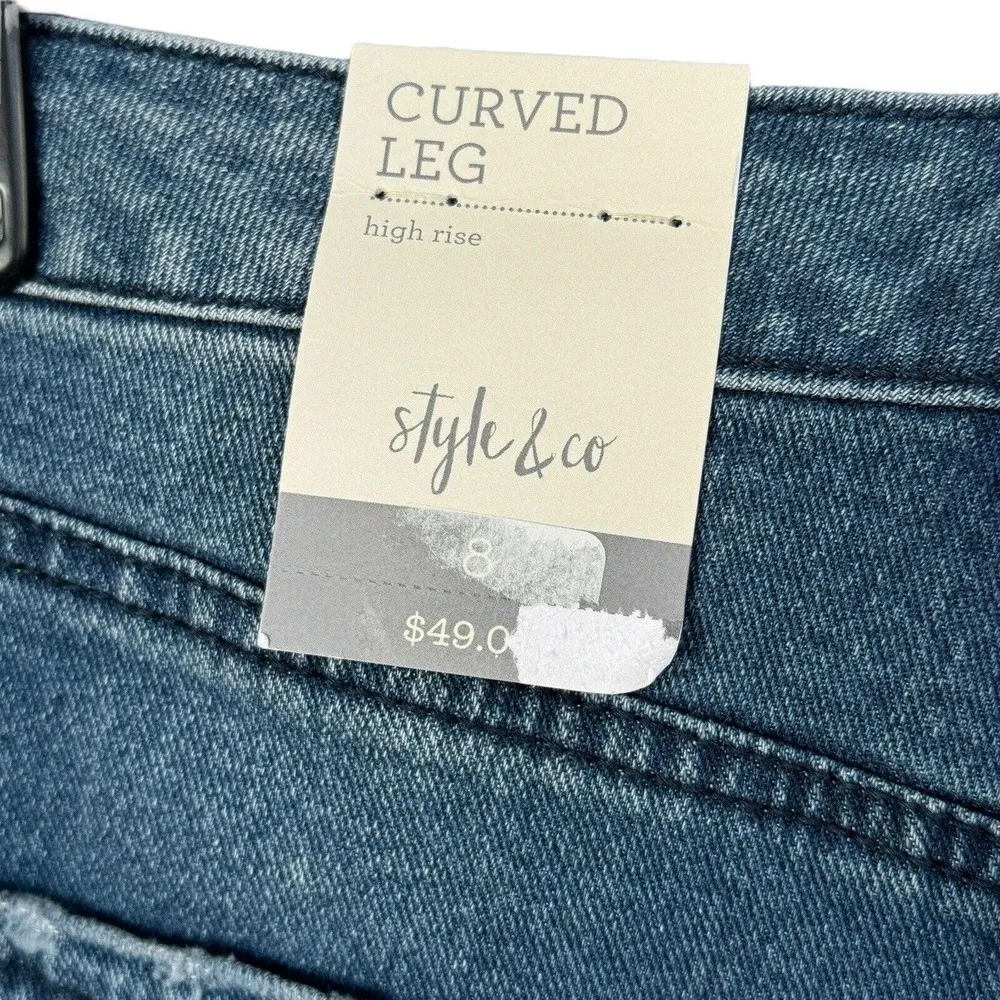 CURVED
LEG
high rise
style & co
8
$49.0